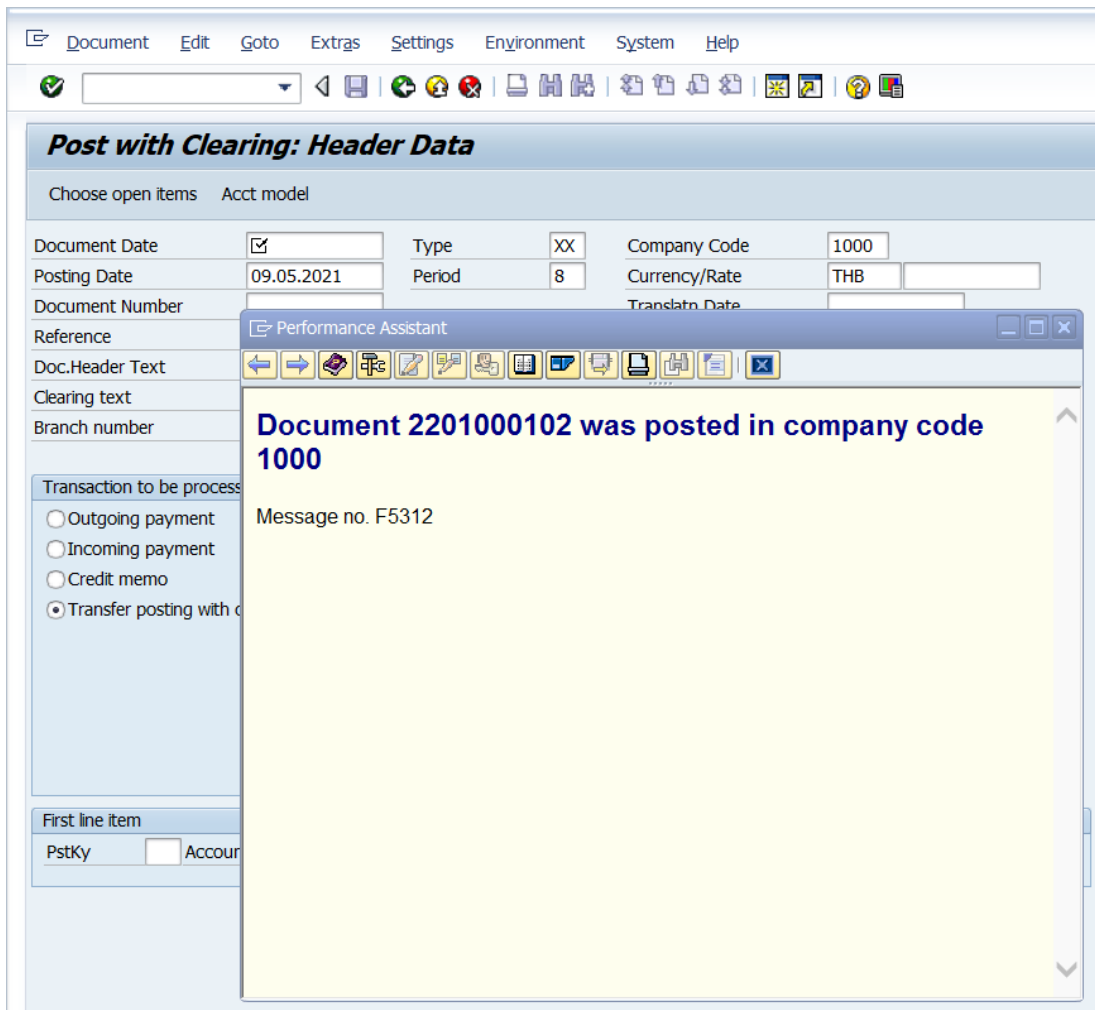 Document Edit Goto Extras Settings Environment System Help
Post with Clearing: Header Data
Choose open items Acct model
Document Date Type XX Company Code 1000
Posting Date 09.05.2021 Period 8 Currency/Rate THB
Document Number Translatn Date
Reference
Doc.Header Text
Clearing text
Branch number
Performance Assistant
Document 2201000102 was posted in company code
1000
Message no. F5312
Transaction to be process
Outgoing payment
Incoming payment
Credit memo
Transfer posting with c
First line item
PstKy Accour